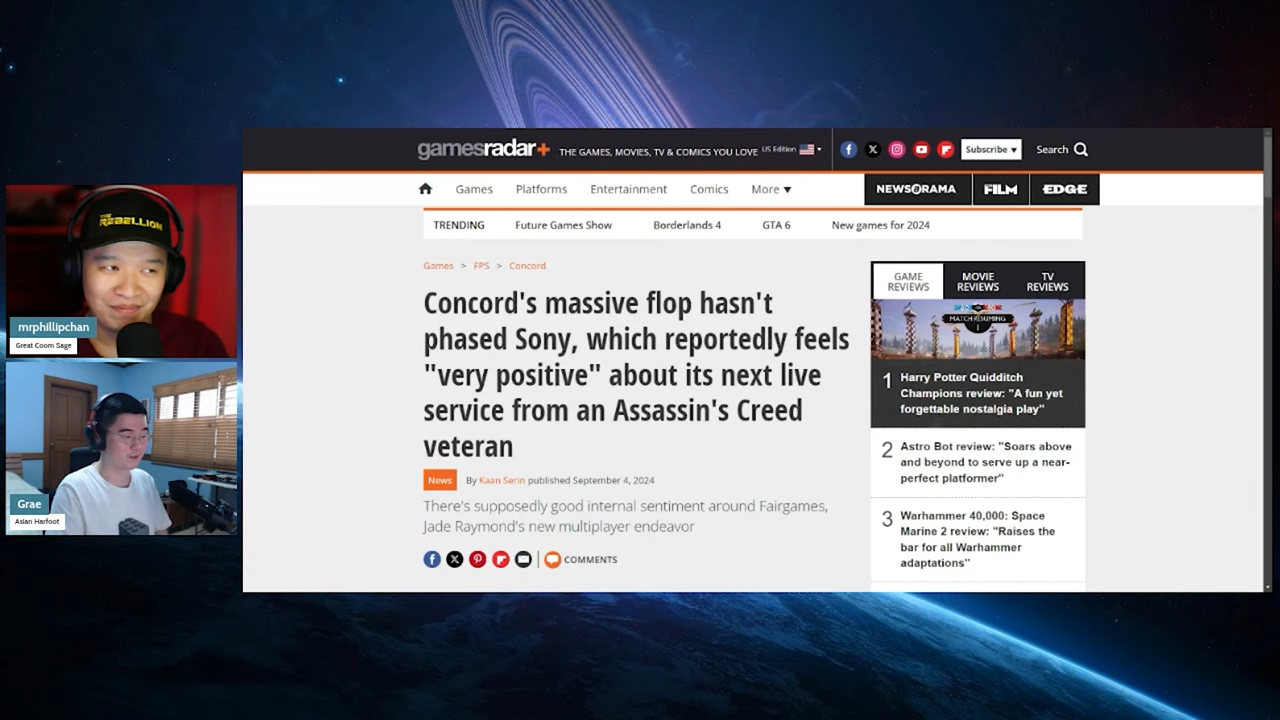 gamesradar+
THE GAMES, MOVIES, TV & COMICS YOU LOVE
US Edition
Subscribe ▼
Search
Games
Platforms
Entertainment
Comics
More ▼
NEWSARAMA
FILM
EDGE
TRENDING
Future Games Show
Borderlands 4
GTA 6
New games for 2024
Games > FPS > Concord
Concord's massive flop hasn't
phased Sony, which reportedly feels
"very positive" about its next live
service from an Assassin's Creed
veteran
News
By Kaan Serin published September 4, 2024
There's supposedly good internal sentiment around Fairgames,
Jade Raymond's new multiplayer endeavor
COMMENTS
GAME
REVIEWS
MOVIE
REVIEWS
TV
REVIEWS
MATCH RESUMING
1
1
Harry Potter Quidditch
Champions review: "A fun yet
forgettable nostalgia play"
2
Astro Bot review: "Soars above
and beyond to serve up a near-
perfect platformer"
3
Warhammer 40,000: Space
Marine 2 review: "Raises the
bar for all Warhammer
adaptations"
THE
REBELLION
mrphillipchan
Great Coom Sage
Grae
Asian Harfoot